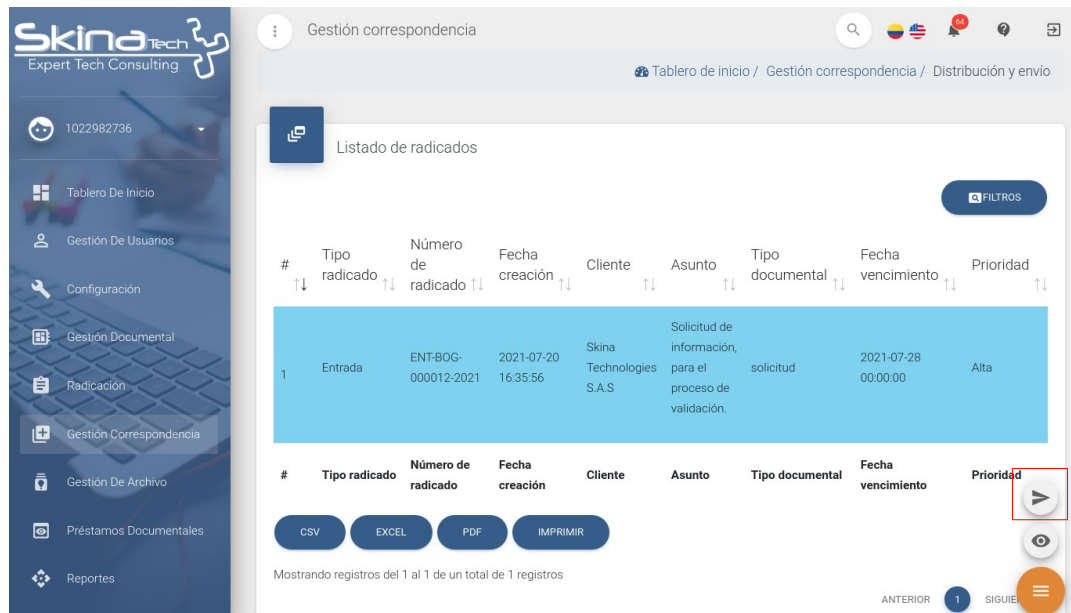 Skina Tech
Expert Tech Consulting
1022982736
Tablero De Inicio
Gestión De Usuarios
Configuración
Gestión Documental
Radicación
Gestión Correspondencia
Gestión De Archivo
Préstamos Documentales
Reportes
Gestión correspondencia
64
Tablero de inicio / Gestión correspondencia / Distribución y envío
Listado de radicados
FILTROS
# Tipo radicado Número de radicado Fecha creación Cliente Asunto Tipo documental Fecha vencimiento Prioridad
1 Entrada ENT-BOG-000012-2021 2021-07-20 16:35:56 Skina Technologies S.A.S Solicitud de información, para el proceso de validación. solicitud 2021-07-28 00:00:00 Alta
# Tipo radicado Número de radicado Fecha creación Cliente Asunto Tipo documental Fecha vencimiento Prioridad
CSV EXCEL PDF IMPRIMIR
Mostrando registros del 1 al 1 de un total de 1 registros
ANTERIOR 1